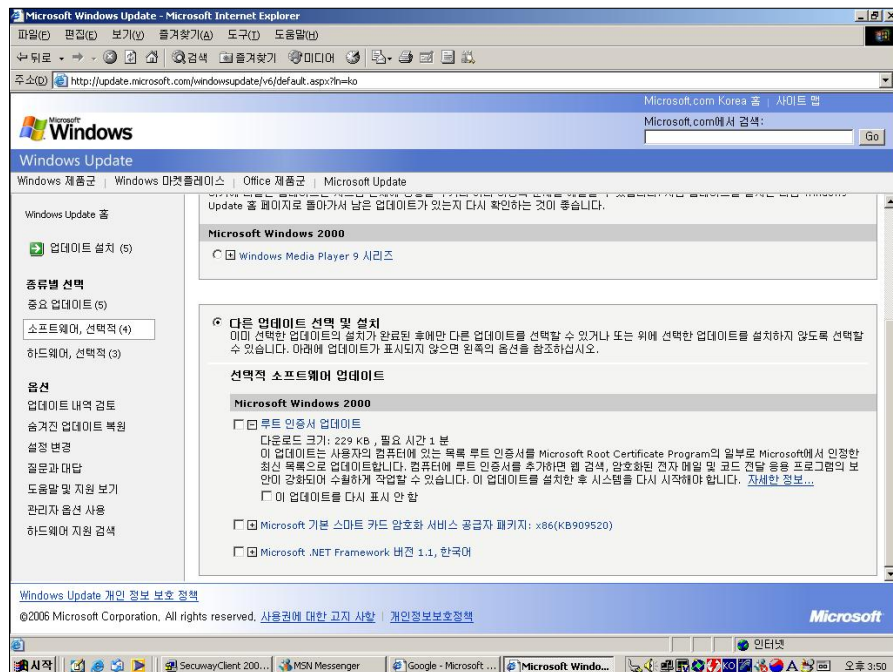 Microsoft Windows Update - Microsoft Internet Explorer
파일(F) 편집(E) 보기(V) 즐겨찾기(A) 도구(T) 도움말(H)
뒤로 검색 즐겨찾기 미디어
주소(D) http://update.microsoft.com/windowsupdate/v6/default.aspx?ln=ko
Microsoft.com Korea 홈 | 사이트 맵
Microsoft Windows
Microsoft.com에서 검색:
Go
Windows Update
Windows 제품군 | Windows 마켓플레이스 | Office 제품군 | Microsoft Update
Windows Update 홈
업데이트 설치 (5)
종류별 선택
중요 업데이트 (5)
소프트웨어, 선택적 (4)
하드웨어, 선택적 (3)
옵션
업데이트 내역 검토
숨겨진 업데이트 복원
설정 변경
질문과 대답
도움말 및 지원 보기
관리자 옵션 사용
하드웨어 지원 검색
Update 홈 페이지로 돌아가서 남은 업데이트가 있는지 다시 확인하는 것이 좋습니다.
Microsoft Windows 2000
Windows Media Player 9 시리즈
다른 업데이트 선택 및 설치
이미 선택한 업데이트의 설치가 완료된 후에만 다른 업데이트를 선택할 수 있거나 또는 위에 선택한 업데이트를 설치하지 않도록 선택할
수 있습니다. 아래에 업데이트가 표시되지 않으면 왼쪽의 옵션을 참조하십시오.
선택적 소프트웨어 업데이트
Microsoft Windows 2000
루트 인증서 업데이트
다운로드 크기: 229 KB , 필요 시간 1 분
이 업데이트는 사용자의 컴퓨터에 있는 목록 루트 인증서를 Microsoft Root Certificate Program의 일부로 Microsoft에서 인정한
최신 목록으로 업데이트합니다. 컴퓨터에 루트 인증서를 추가하면 웹 검색, 암호화된 전자 메일 및 코드 전달 응용 프로그램의 보
안이 강화되어 수월하게 작업할 수 있습니다. 이 업데이트를 설치한 후 시스템을 다시 시작해야 합니다. 자세한 정보...
이 업데이트를 다시 표시 안 함
Microsoft 기본 스마트 카드 암호화 서비스 공급자 패키지: x86(KB909520)
Microsoft .NET Framework 버전 1.1, 한국어
Windows Update 개인 정보 보호 정책
©2006 Microsoft Corporation. All rights reserved. 사용권에 대한 고지 사항 | 개인정보보호정책
Microsoft
인터넷
시작 SecuwayClient 200... MSN Messenger Google - Microsoft ... Microsoft Windo... KO A 오후 3:50